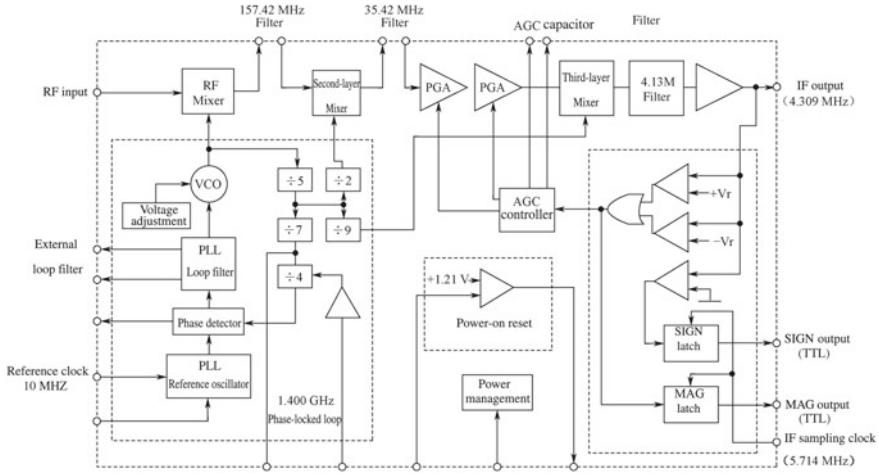 157.42 MHz
Filter
35.42 MHz
Filter
AGC capacitor
Filter
RF input
RF
Mixer
Second-layer
Mixer
PGA
PGA
Third-layer
Mixer
4.13M
Filter
IF output
(4.309 MHz)
VCO
÷5
÷2
Voltage
adjustment
÷7
÷9
AGC
controller
+Vr
−Vr
External
loop filter
PLL
Loop filter
÷4
+1.21 V
Power-on reset
Phase detector
SIGN
latch
SIGN output
(TTL)
Reference clock
10 MHZ
PLL
Reference oscillator
1.400 GHz
Phase-locked loop
Power
management
MAG
latch
MAG output
(TTL)
IF sampling clock
(5.714 MHz)